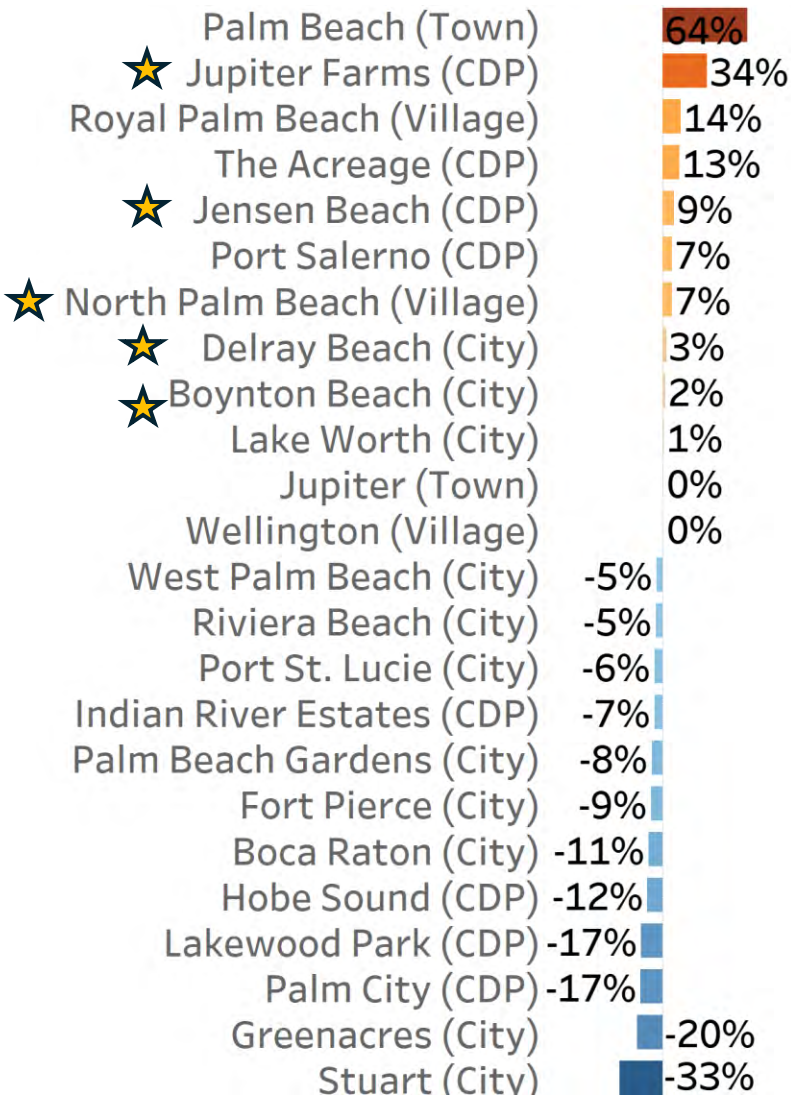 Palm Beach (Town) 64%
Jupiter Farms (CDP) 34%
Royal Palm Beach (Village) 14%
The Acreage (CDP) 13%
Jensen Beach (CDP) 9%
Port Salerno (CDP) 7%
North Palm Beach (Village) 7%
Delray Beach (City) 3%
Boynton Beach (City) 2%
Lake Worth (City) 1%
Jupiter (Town) 0%
Wellington (Village) 0%
West Palm Beach (City) -5%
Riviera Beach (City) -5%
Port St. Lucie (City) -6%
Indian River Estates (CDP) -7%
Palm Beach Gardens (City) -8%
Fort Pierce (City) -9%
Boca Raton (City) -11%
Hobe Sound (CDP) -12%
Lakewood Park (CDP) -17%
Palm City (CDP) -17%
Greenacres (City) -20%
Stuart (City) -33%